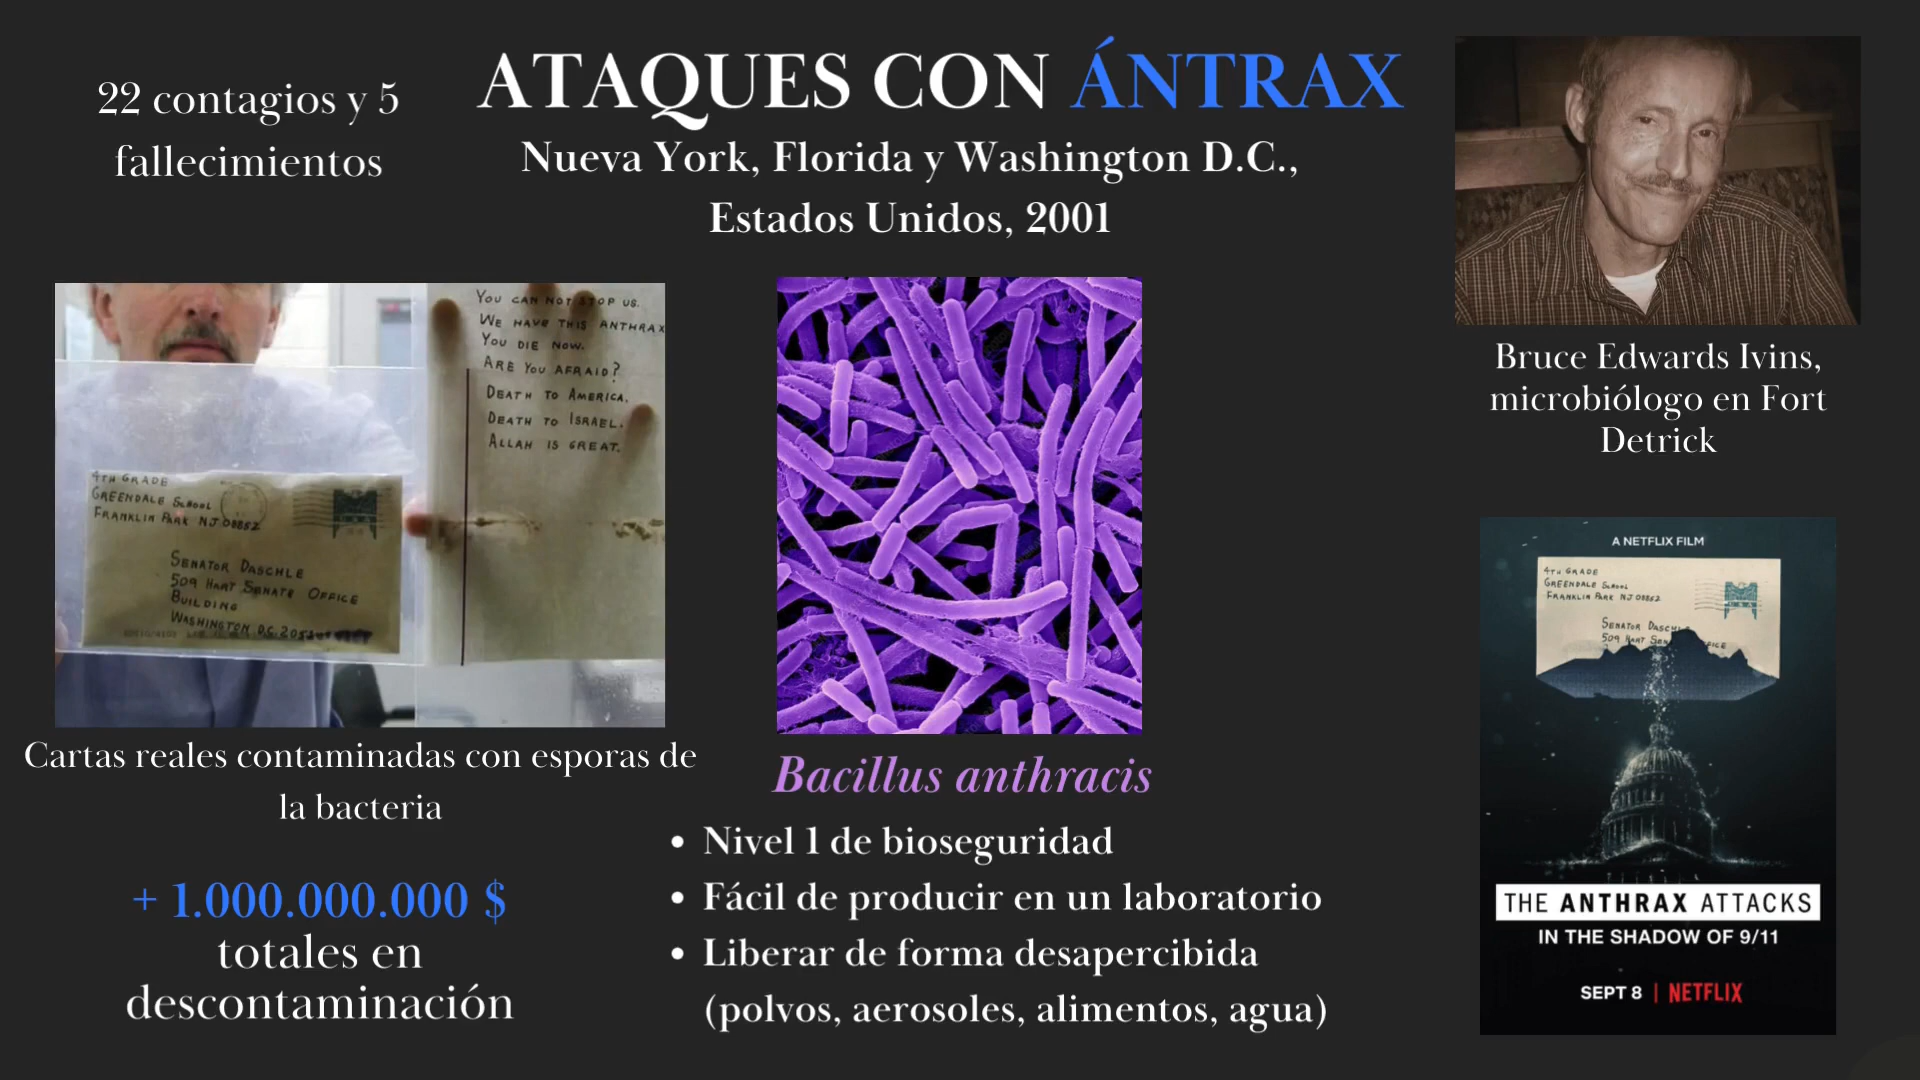 22 contagios y 5
fallecimientos
ATAQUES CON ÁNTRAX
Nueva York, Florida y Washington D.C.,
Estados Unidos, 2001
YOU CAN NOT STOP US.
WE HAVE THIS ANTHRAX
YOU DIE NOW.
ARE YOU AFRAID?
DEATH TO AMERICA.
DEATH TO ISRAEL.
ALLAH IS GREAT.
4TH GRADE
GREENDALE SCHOOL
FRANKLIN PARK NJ 08852
SENATOR DASCHLE
509 HART SENATE OFFICE
BUILDING
WASHINGTON D.C. 205
Cartas reales contaminadas con esporas de
la bacteria
+ 1.000.000.000 $
totales en
descontaminación
Bacillus anthracis
• Nivel 1 de bioseguridad
• Fácil de producir en un laboratorio
• Liberar de forma desapercibida
(polvos, aerosoles, alimentos, agua)
Bruce Edwards Ivins,
microbiólogo en Fort
Detrick
A NETFLIX FILM
4TH GRADE
GREENDALE SCHOOL
FRANKLIN PARK NJ 08852
SENATOR DASCHL
509 HART SEN FICE
THE ANTHRAX ATTACKS
IN THE SHADOW OF 9/11
SEPT 8 | NETFLIX